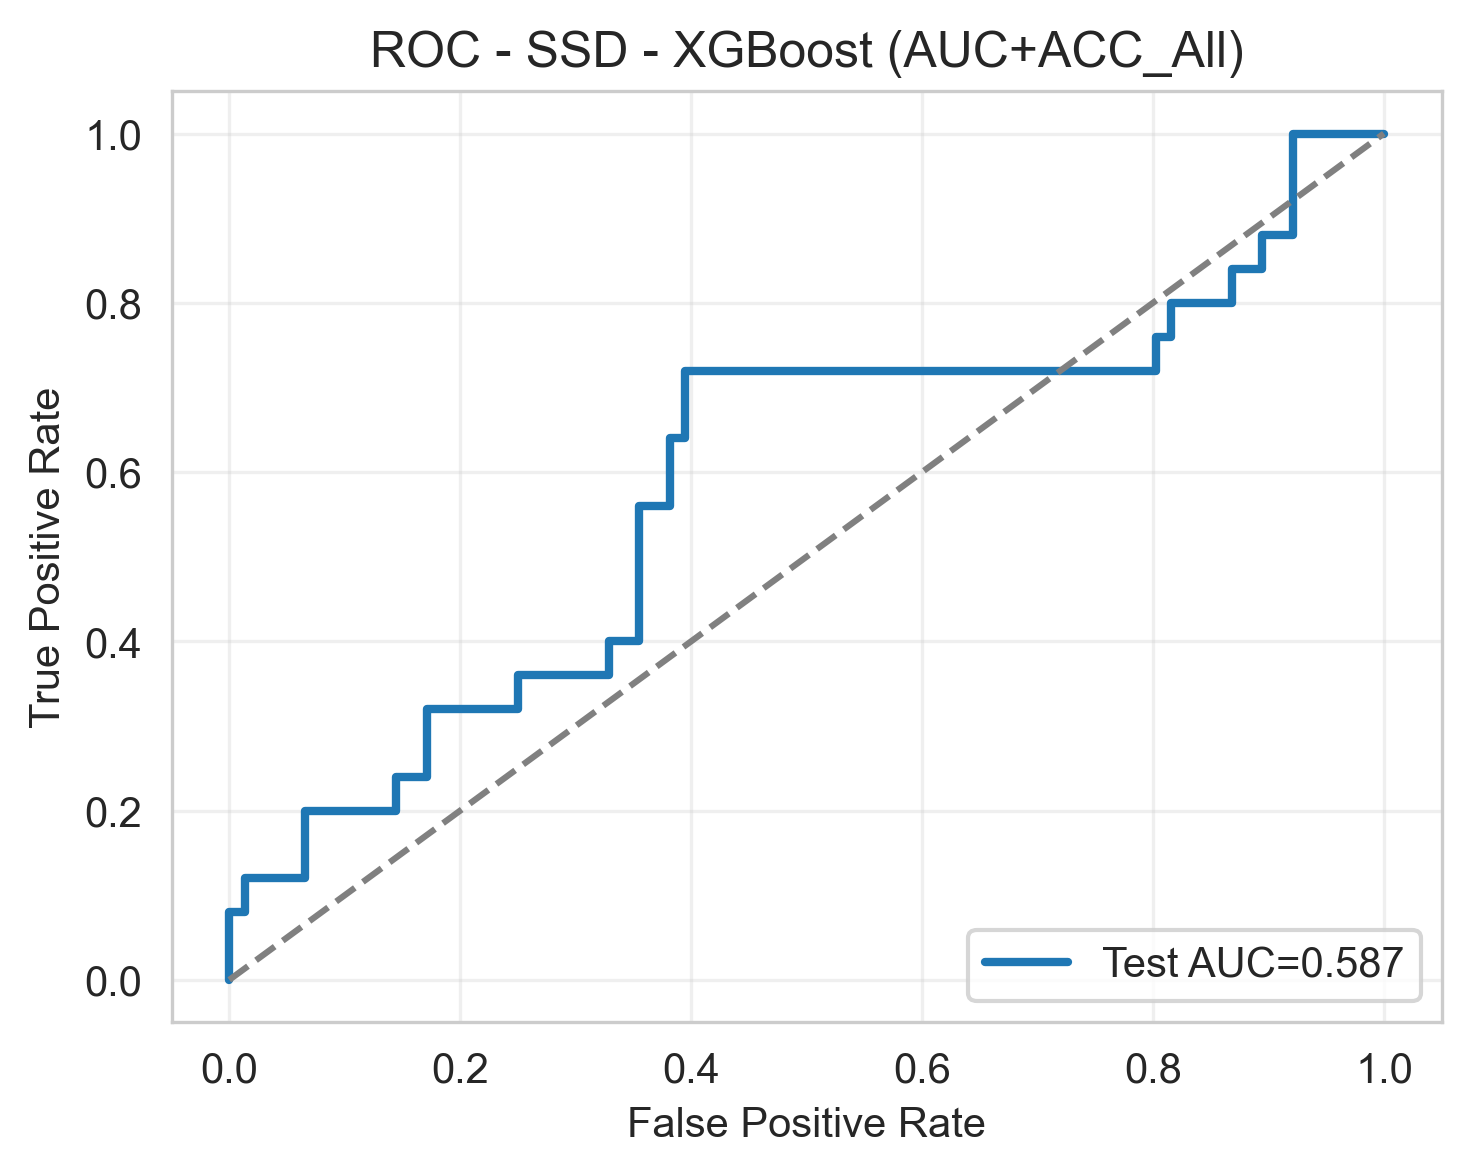 ROC - SSD - XGBoost (AUC+ACC_All)
True Positive Rate
1.0
0.8
0.6
0.4
0.2
0.0
Test AUC=0.587
0.0 0.2 0.4 0.6 0.8 1.0
False Positive Rate